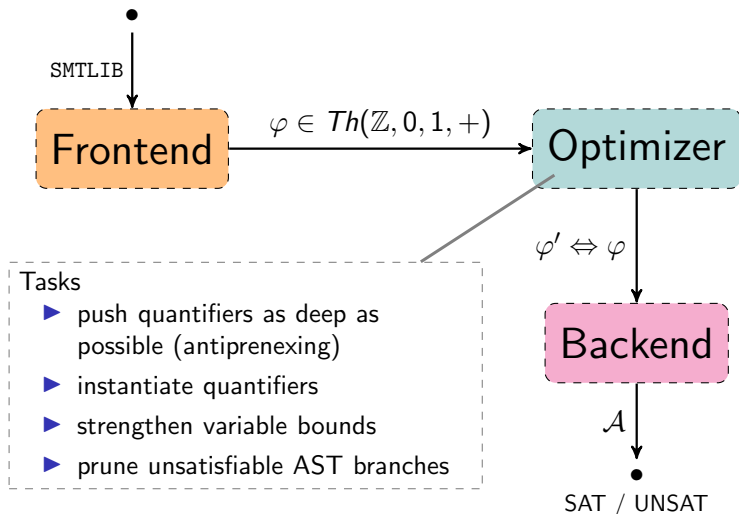 SMTLIB
Frontend
φ ∈ Th(ℤ, 0, 1, +)
Optimizer
φ′ ⇔ φ
Tasks
▶ push quantifiers as deep as
possible (antiprenexing)
▶ instantiate quantifiers
▶ strengthen variable bounds
▶ prune unsatisfiable AST branches
Backend
𝒜
SAT / UNSAT